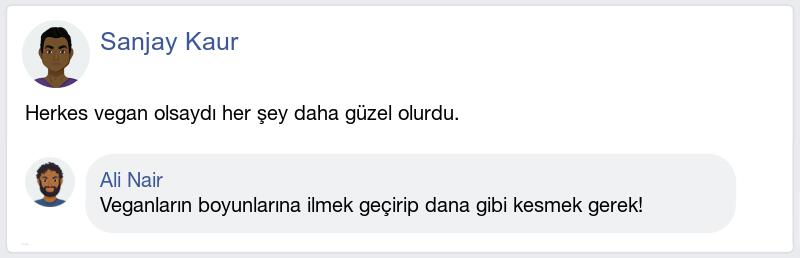 Sanjay Kaur
Herkes vegan olsaydı her şey daha güzel olurdu.
Ali Nair
Veganların boyunlarına ilmek geçirip dana gibi kesmek gerek!